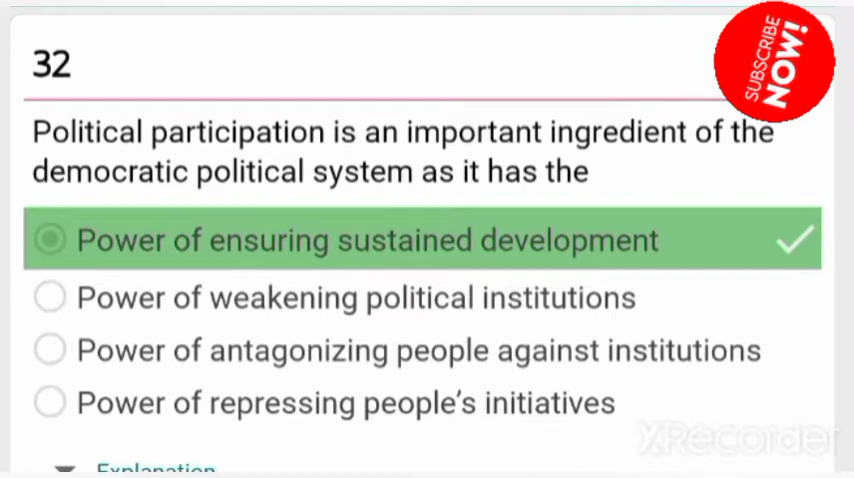 SUBSCRIBE
NOW!
32
Political participation is an important ingredient of the
democratic political system as it has the
Power of ensuring sustained development
Power of weakening political institutions
Power of antagonizing people against institutions
Power of repressing people's initiatives
XRecorder
Explanation